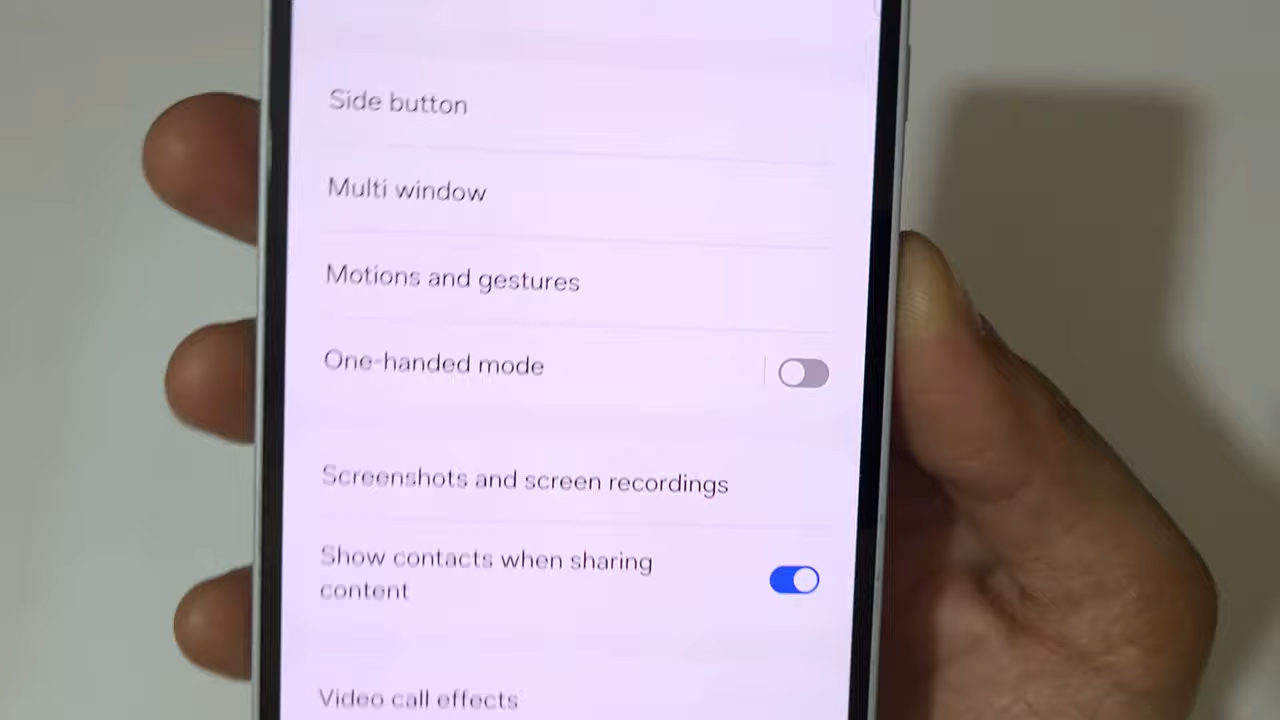 Side button
Multi window
Motions and gestures
One-handed mode
Screenshots and screen recordings
Show contacts when sharing
content
Video call effects